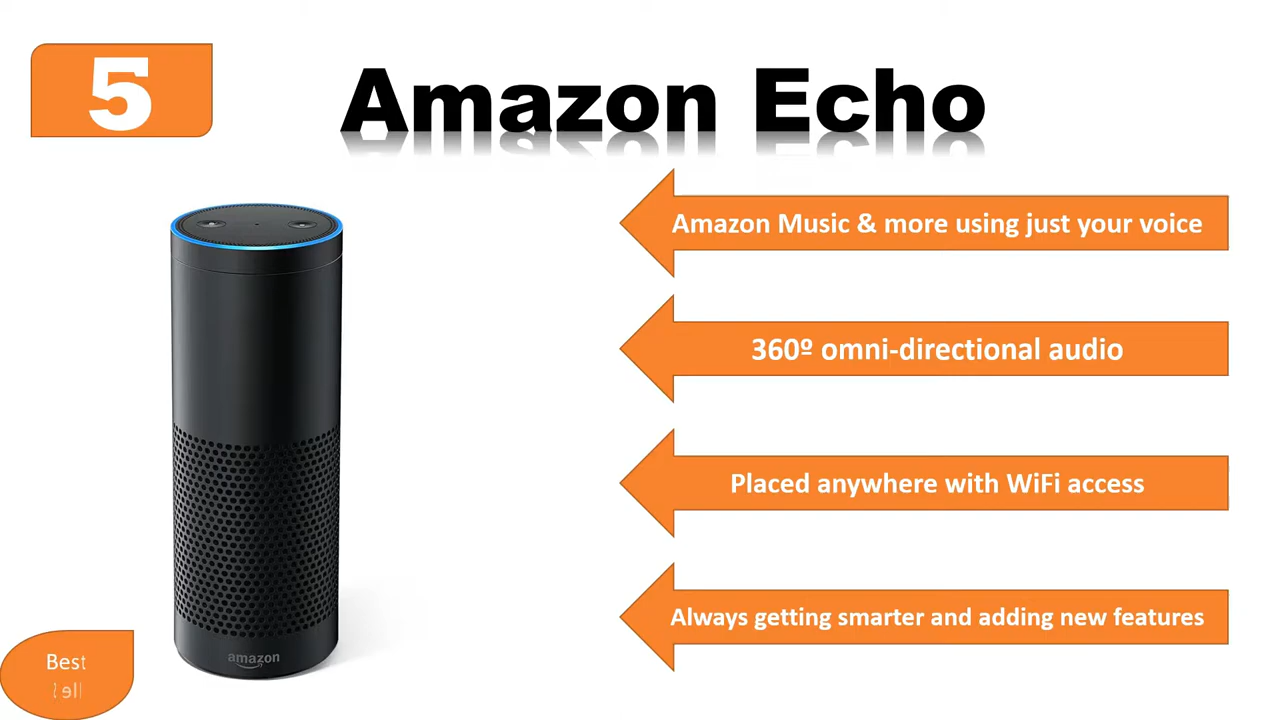 5
Amazon Echo
Amazon Music & more using just your voice
360º omni-directional audio
Placed anywhere with WiFi access
Always getting smarter and adding new features
amazon
Best